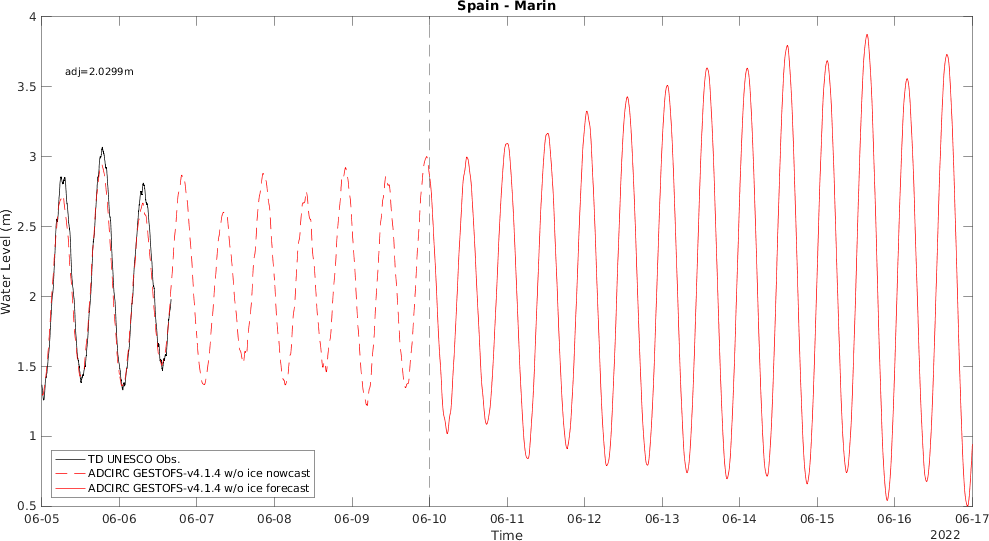 Spain - Marin
adj=2.0299m
4
3.5
3
2.5
2
1.5
1
0.5
Water Level (m)
TD UNESCO Obs.
ADCIRC GESTOFS-v4.1.4 w/o ice nowcast
ADCIRC GESTOFS-v4.1.4 w/o ice forecast
06-05 06-06 06-07 06-08 06-09 06-10 06-11 06-12 06-13 06-14 06-15 06-16 06-17
Time
2022